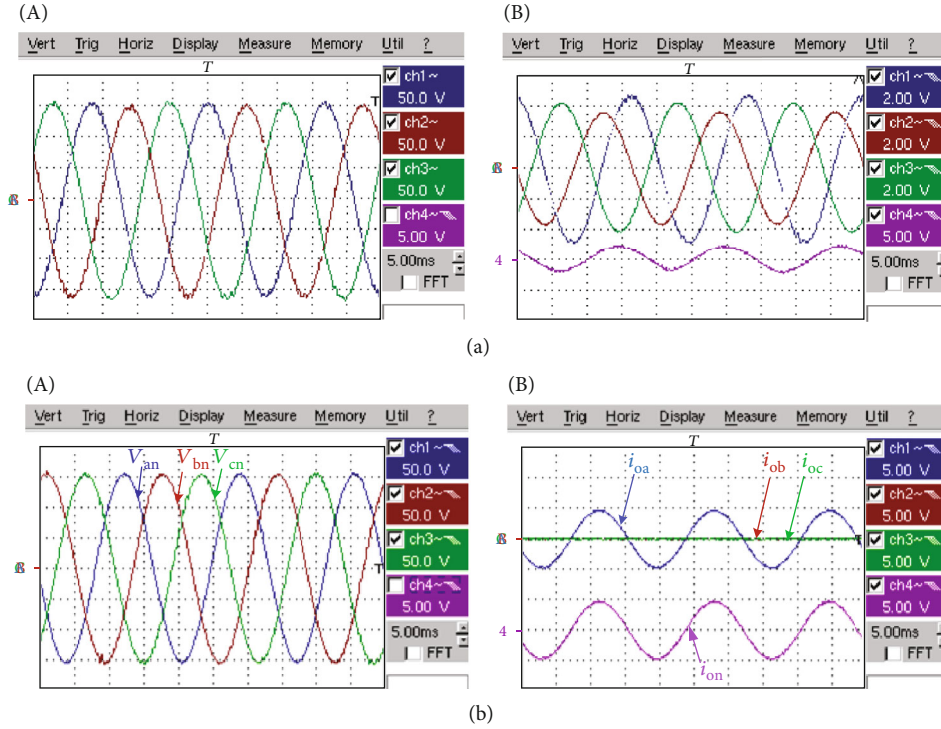 (A)
Vert Trig Horiz Display Measure Memory Util ?
T
ch1~
50.0 V
ch2~
50.0 V
ch3~
50.0 V
ch4~
5.00 V
5.00ms
FFT
T
(B)
Vert Trig Horiz Display Measure Memory Util ?
T
ch1~
2.00 V
ch2~
2.00 V
ch3~
2.00 V
ch4~
5.00 V
5.00ms
FFT
4
(a)
(A)
Vert Trig Horiz Display Measure Memory Util ?
T
Van Vbn Vcn
ch1~
50.0 V
ch2~
50.0 V
ch3~
50.0 V
ch4~
5.00 V
5.00ms
FFT
T
(B)
Vert Trig Horiz Display Measure Memory Util ?
T
ioa iob ioc
ch1~
5.00 V
ch2~
5.00 V
ch3~
5.00 V
ch4~
5.00 V
5.00ms
FFT
T
4
ion
(b)